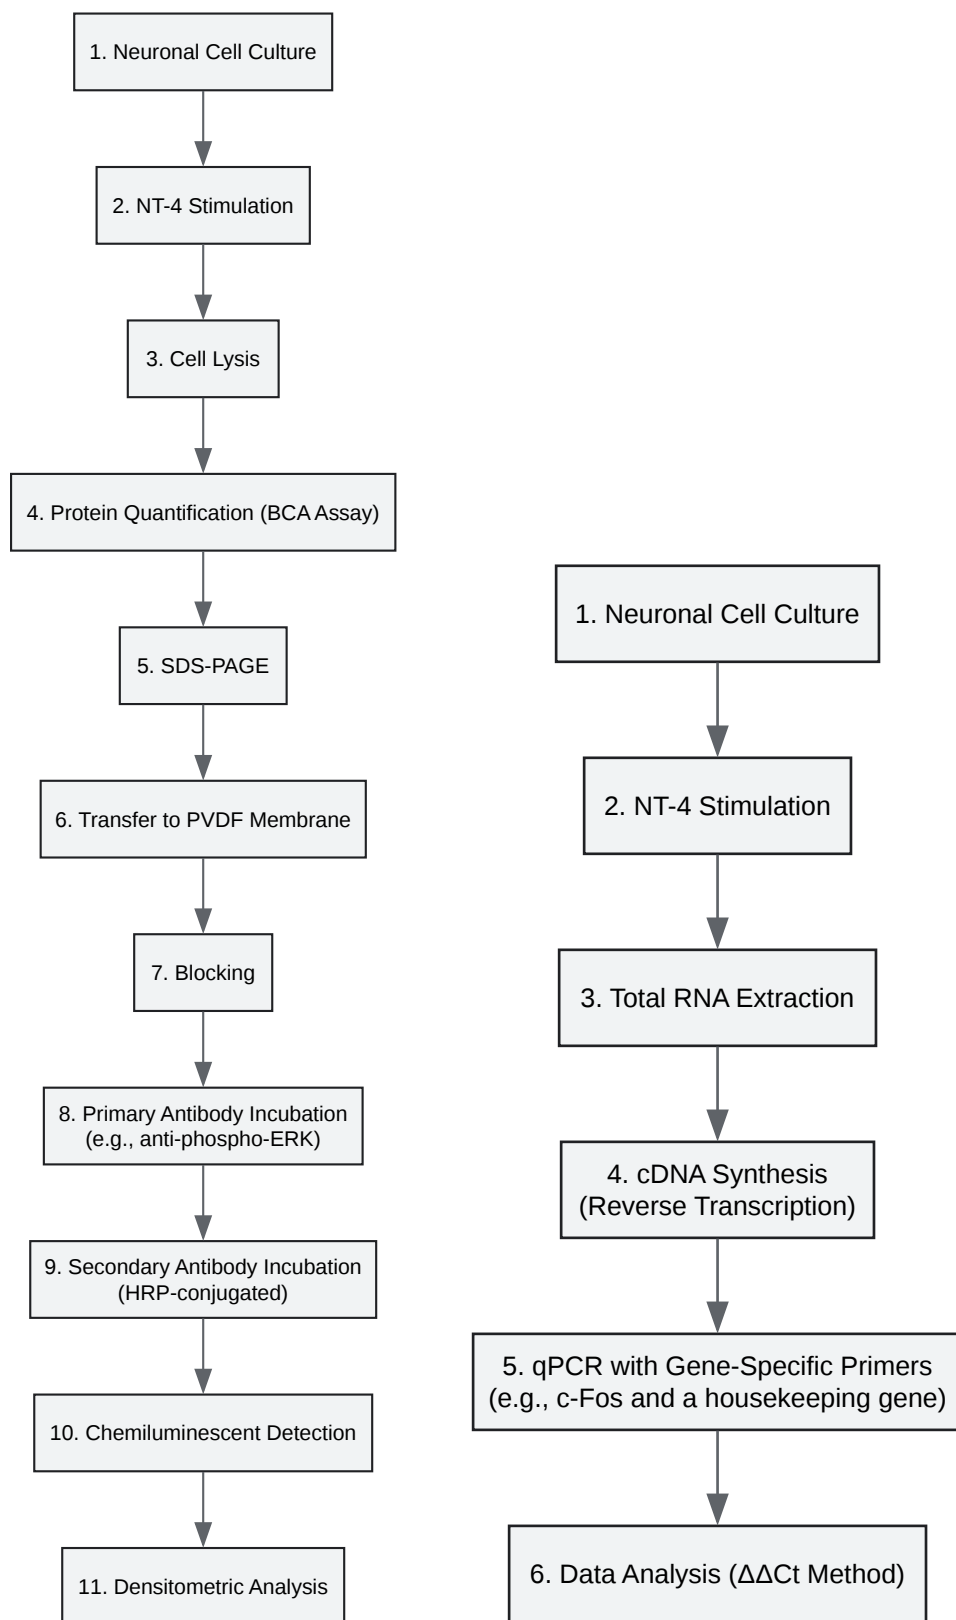 1. Neuronal Cell Culture
2. NT-4 Stimulation
3. Cell Lysis
4. Protein Quantification (BCA Assay)
5. SDS-PAGE
6. Transfer to PVDF Membrane
7. Blocking
8. Primary Antibody Incubation
(e.g., anti-phospho-ERK)
9. Secondary Antibody Incubation
(HRP-conjugated)
10. Chemiluminescent Detection
11. Densitometric Analysis
1. Neuronal Cell Culture
2. NT-4 Stimulation
3. Total RNA Extraction
4. cDNA Synthesis
(Reverse Transcription)
5. qPCR with Gene-Specific Primers
(e.g., c-Fos and a housekeeping gene)
6. Data Analysis (ΔΔCt Method)